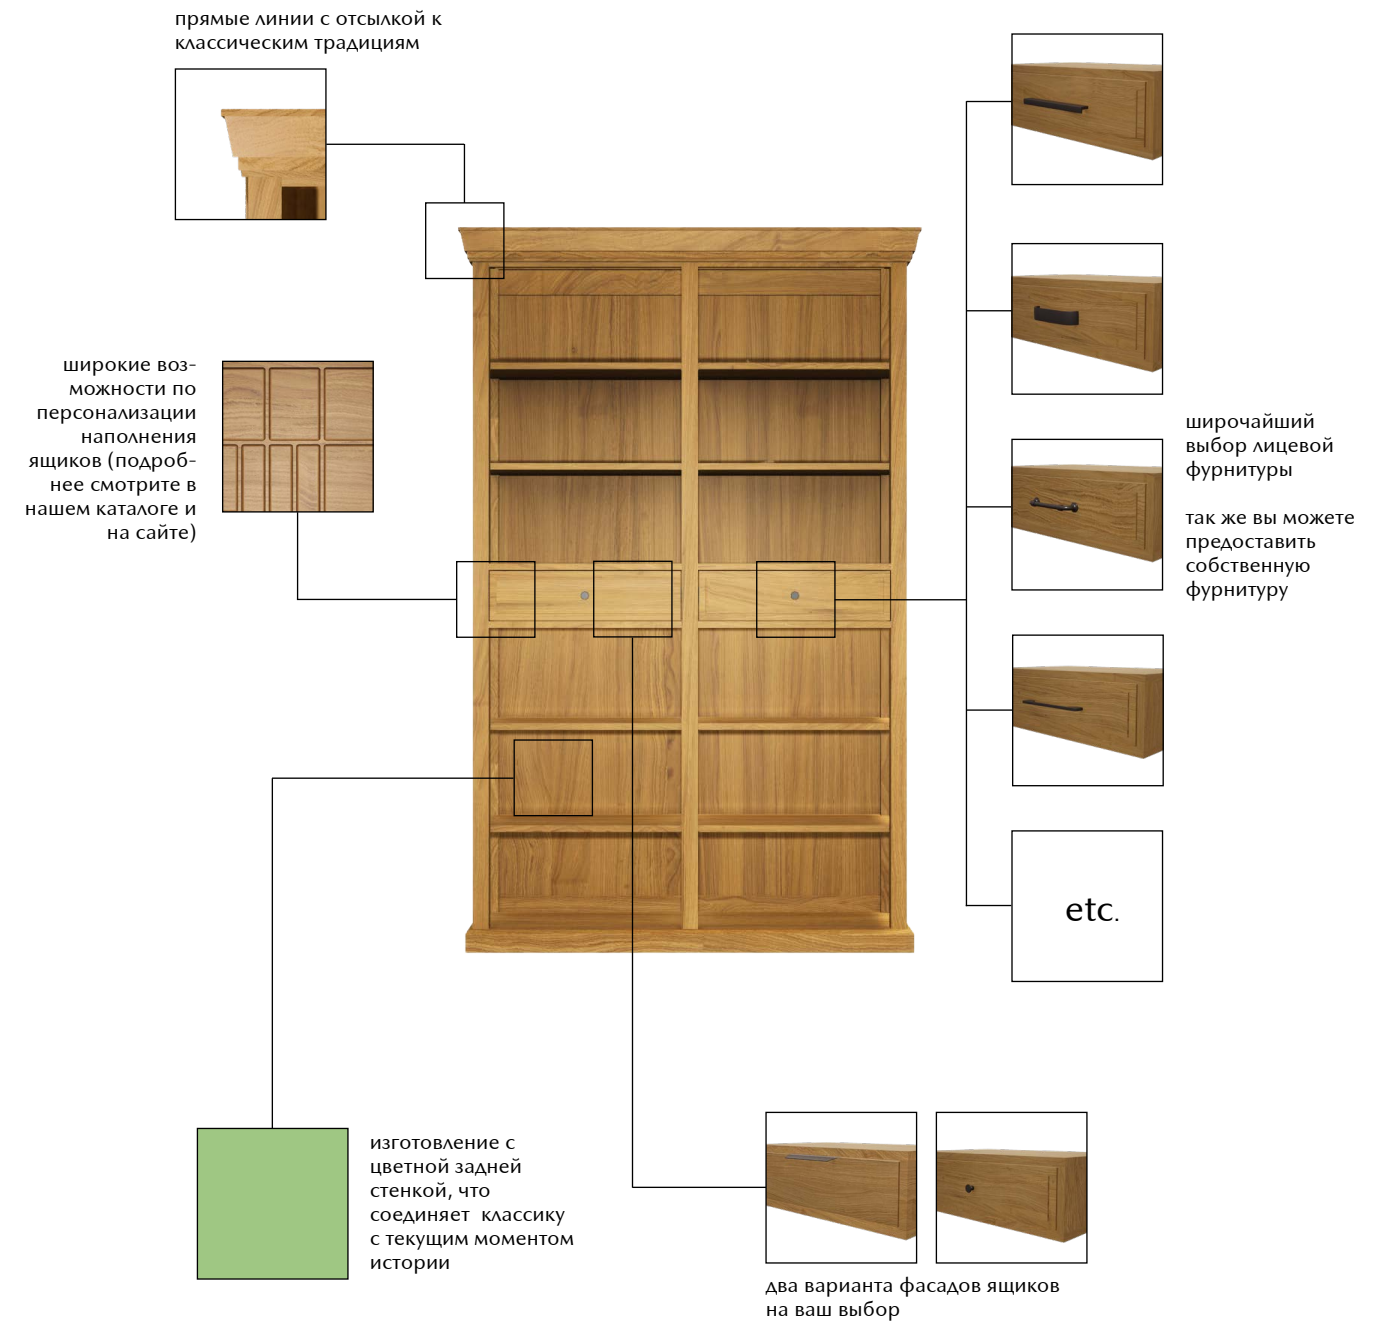 прямые линии с отсылкой к
классическим традициям
широкие воз-
можности по
персонализации
наполнения
ящиков (подроб-
нее смотрите в
нашем каталоге и
на сайте)
широчайший
выбор лицевой
фурнитуры
так же вы можете
предоставить
собственную
фурнитуру
etc.
изготовление с
цветной задней
стенкой, что
соединяет классику
с текущим моментом
истории
два варианта фасадов ящиков
на ваш выбор